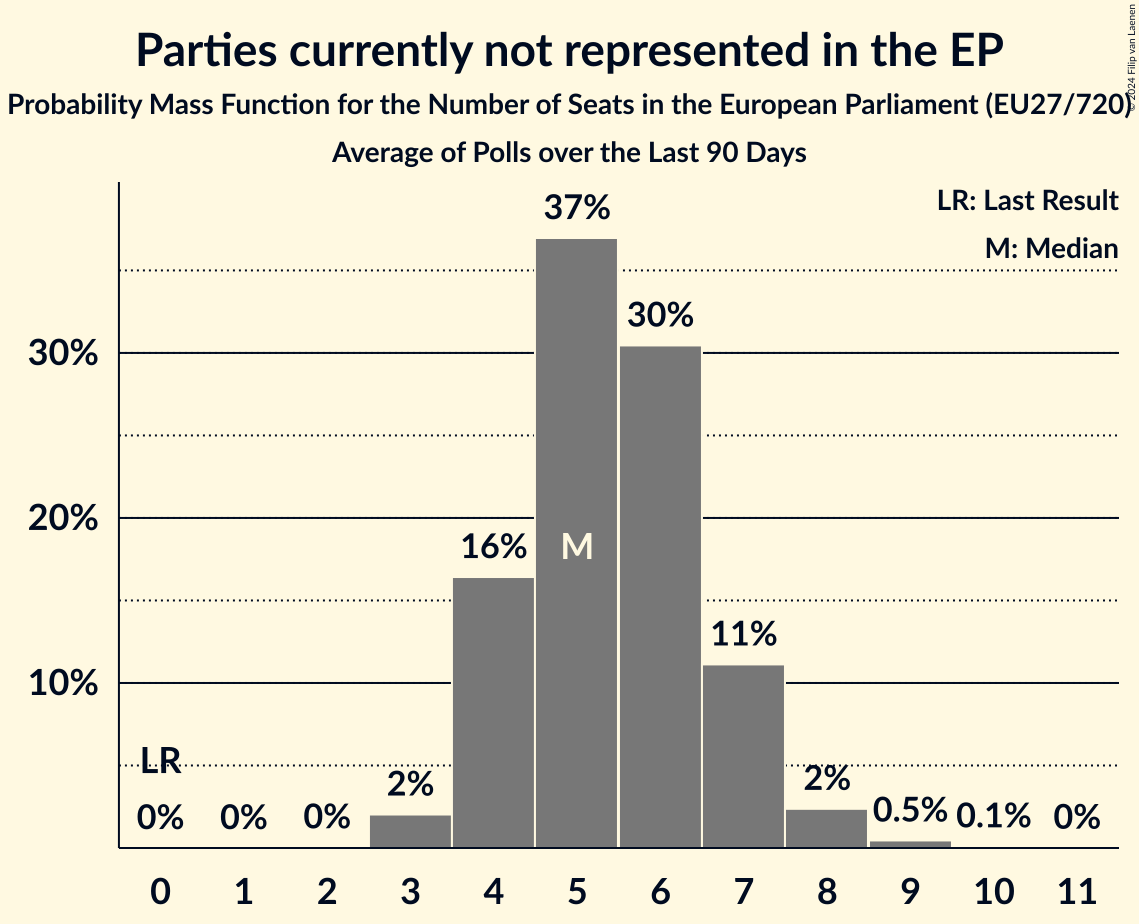 Parties currently not represented in the EP
Probability Mass Function for the Number of Seats in the European Parliament (EU27/720)
Average of Polls over the Last 90 Days
© 2024 Filip van Laenen
LR: Last Result
M: Median
37%
30%
30%
20%
16%
M
11%
10%
LR
2%
2%
0%
0%
0%
0.5%
0.1%
0%
0 1 2 3 4 5 6 7 8 9 10 11